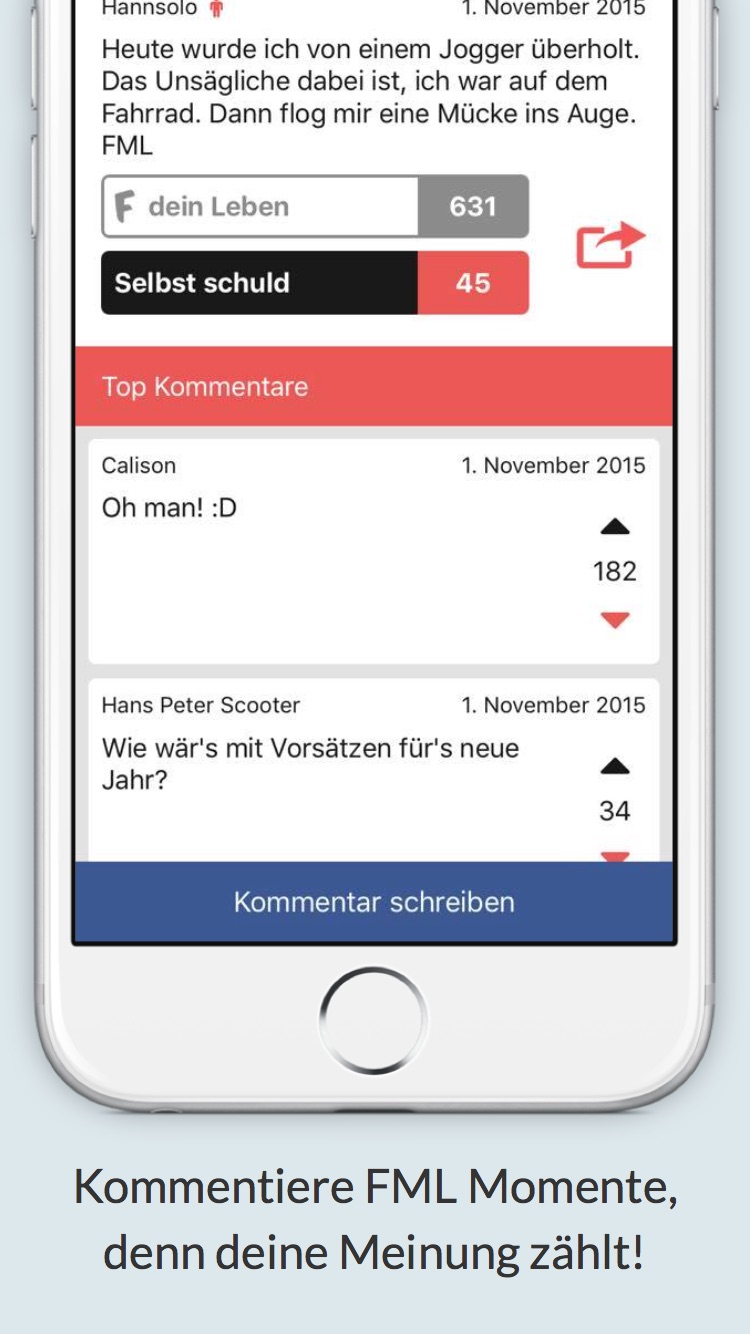 Hannsolo 1. November 2015
Heute wurde ich von einem Jogger überholt.
Das Unsägliche dabei ist, ich war auf dem
Fahrrad. Dann flog mir eine Mücke ins Auge.
FML
F dein Leben 631
Selbst schuld 45
Top Kommentare
Calison 1. November 2015
Oh man! :D
182
Hans Peter Scooter 1. November 2015
Wie wär's mit Vorsätzen für's neue
Jahr?
34
Kommentar schreiben
Kommentiere FML Momente,
denn deine Meinung zählt!